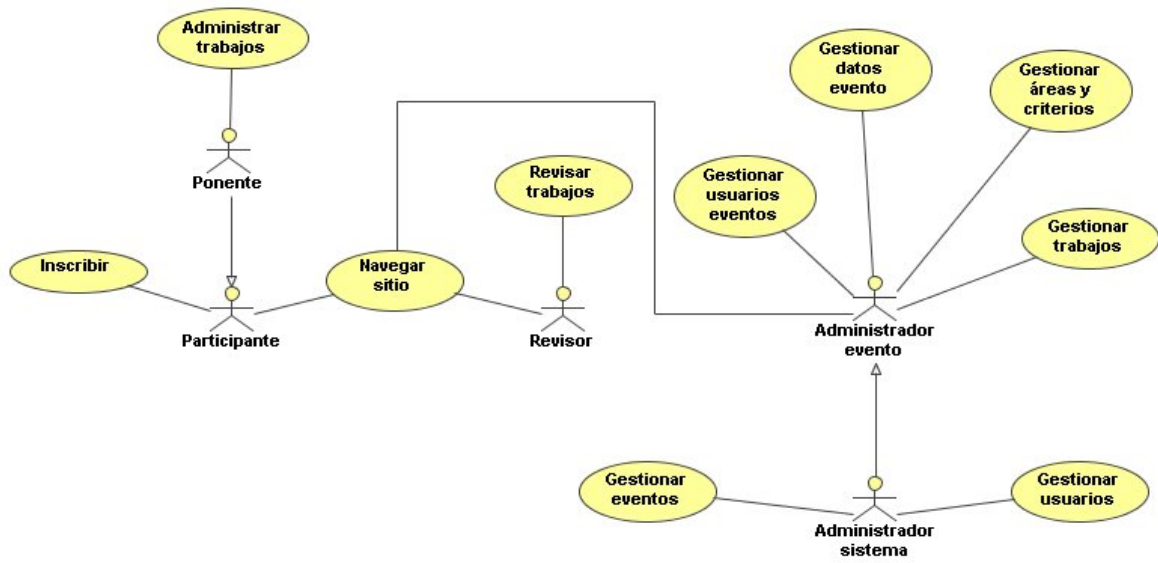 Administrar
trabajos
Gestionar
datos
evento
Gestionar
áreas y
criterios
Ponente
Revisar
trabajos
Gestionar
usuarios
eventos
Gestionar
trabajos
Inscribir
Navegar
sitio
Participante
Revisor
Administrador
evento
Gestionar
eventos
Gestionar
usuarios
Administrador
sistema